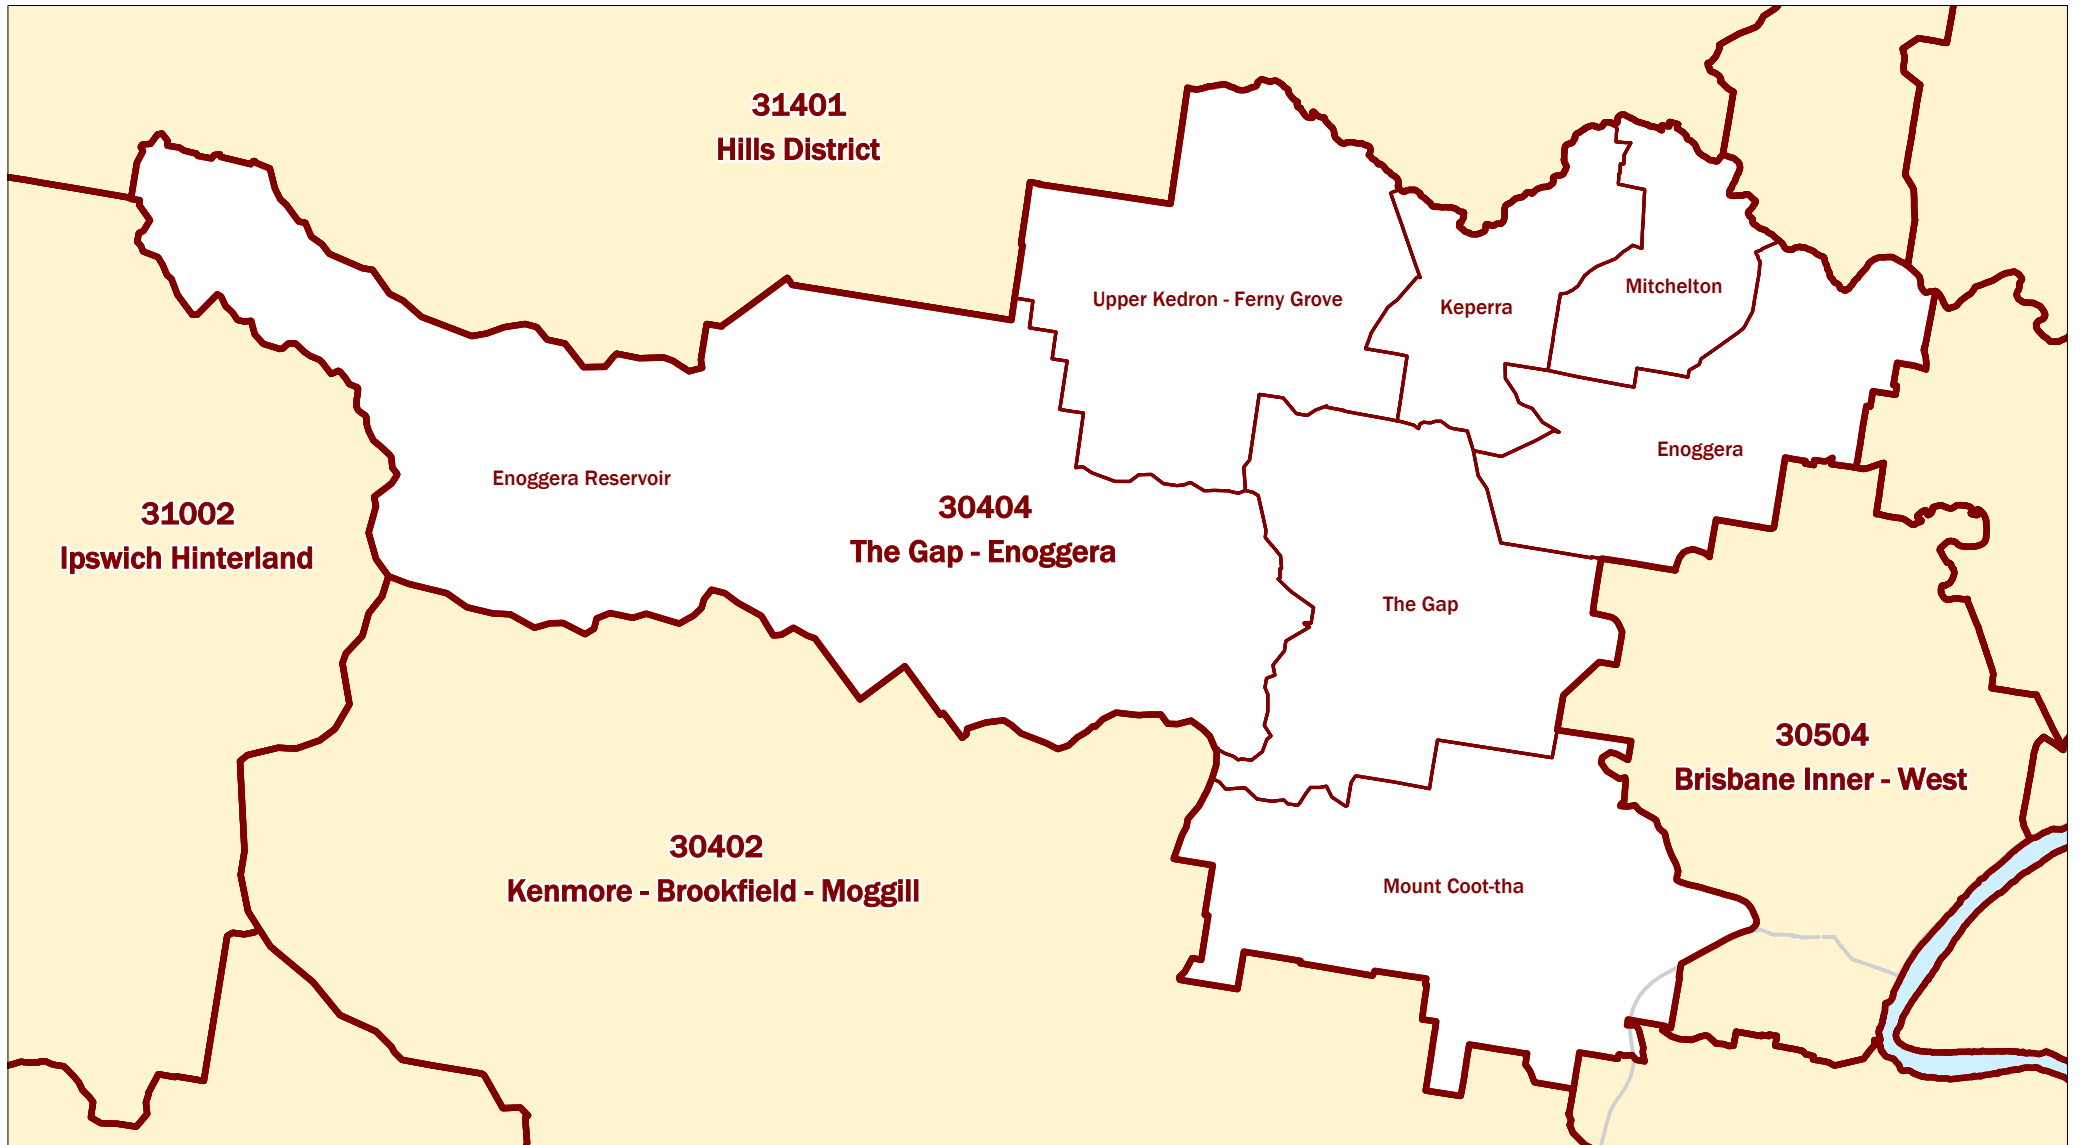 31401
Hills District
Upper Kedron - Ferny Grove
Keperra
Mitchelton
Enoggera
Enoggera Reservoir
30404
The Gap - Enoggera
31002
Ipswich Hinterland
The Gap
30504
Brisbane Inner - West
30402
Kenmore - Brookfield - Moggill
Mount Coot-tha